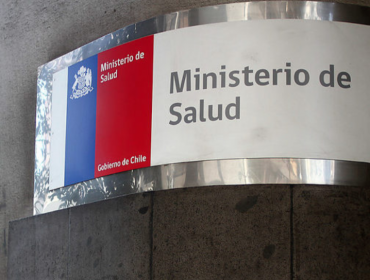 Ministerio de
Salud
Gobierno de Chile
Ministerio de
Salud